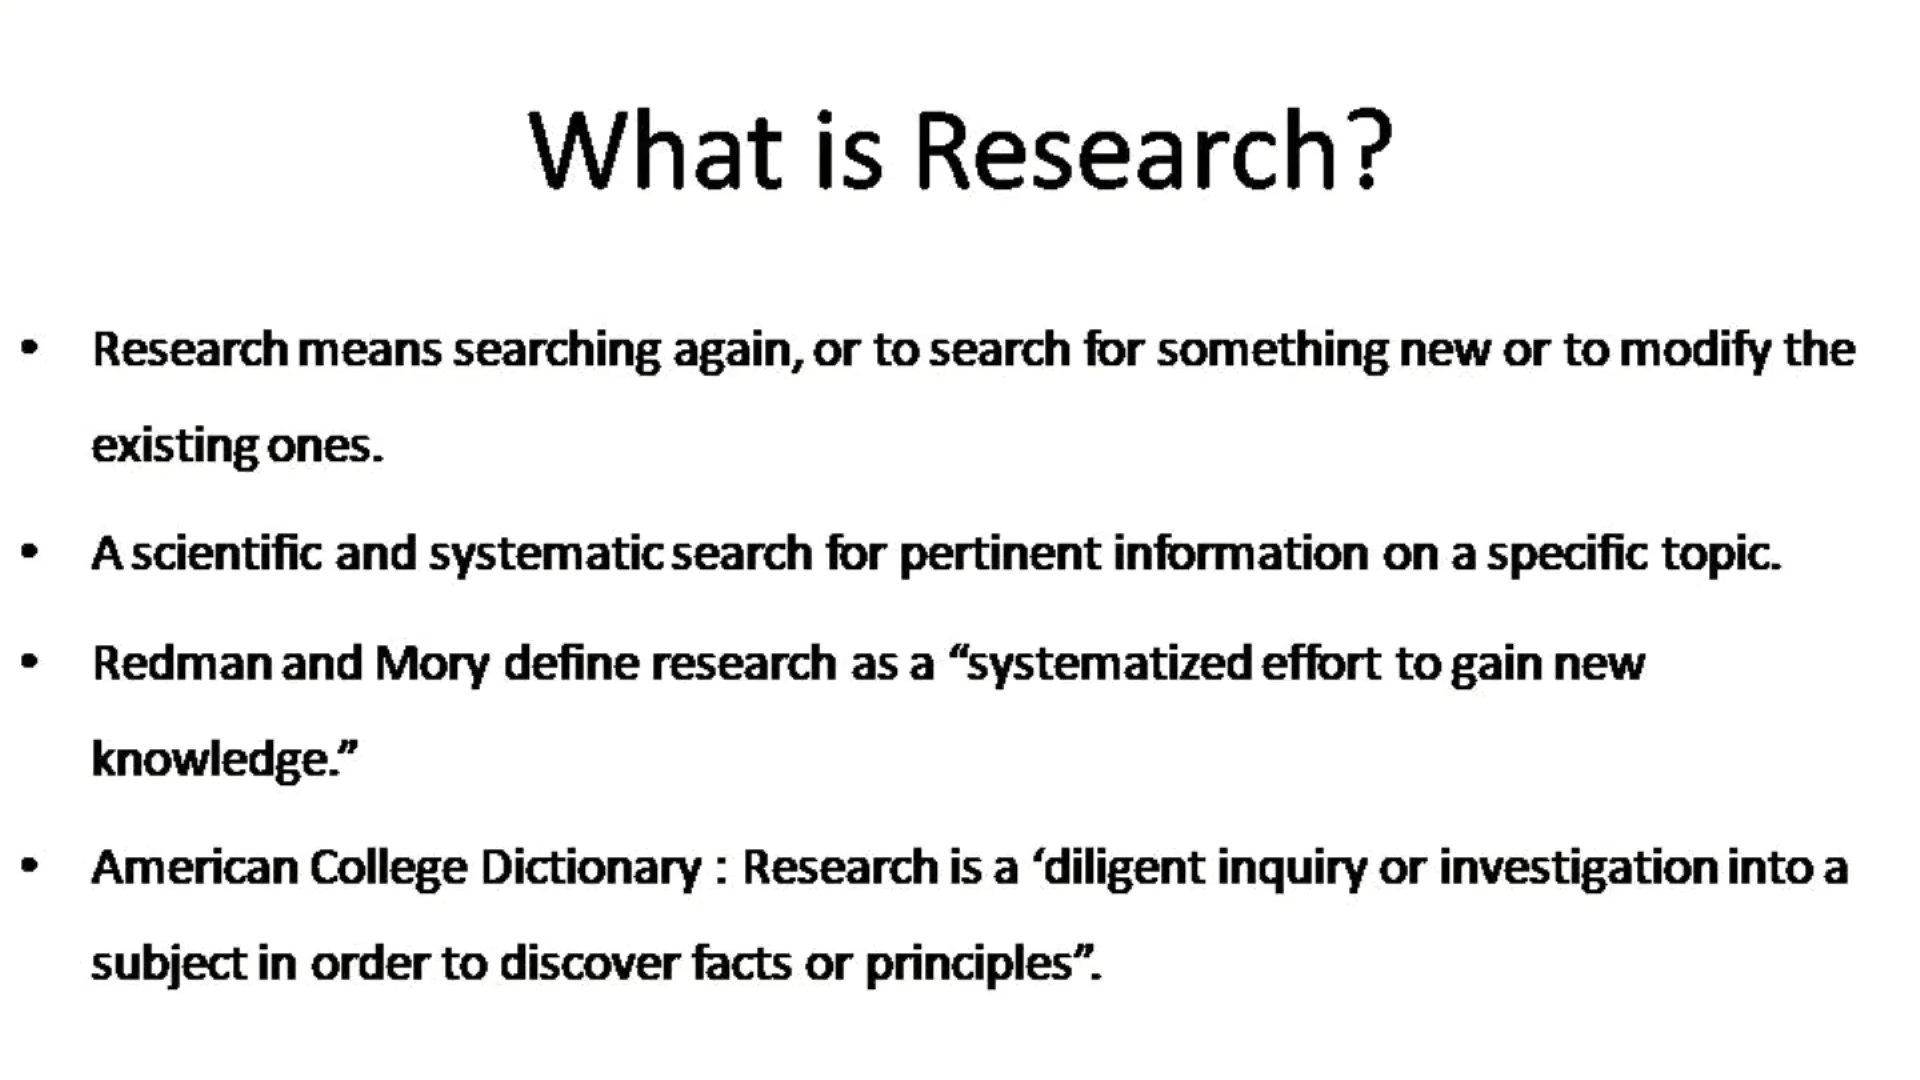 What is Research?
• Research means searching again, or to search for something new or to modify the
existing ones.
• A scientific and systematic search for pertinent information on a specific topic.
• Redman and Mory define research as a “systematized effort to gain new
knowledge.”
• American College Dictionary : Research is a ‘diligent inquiry or investigation into a
subject in order to discover facts or principles”.